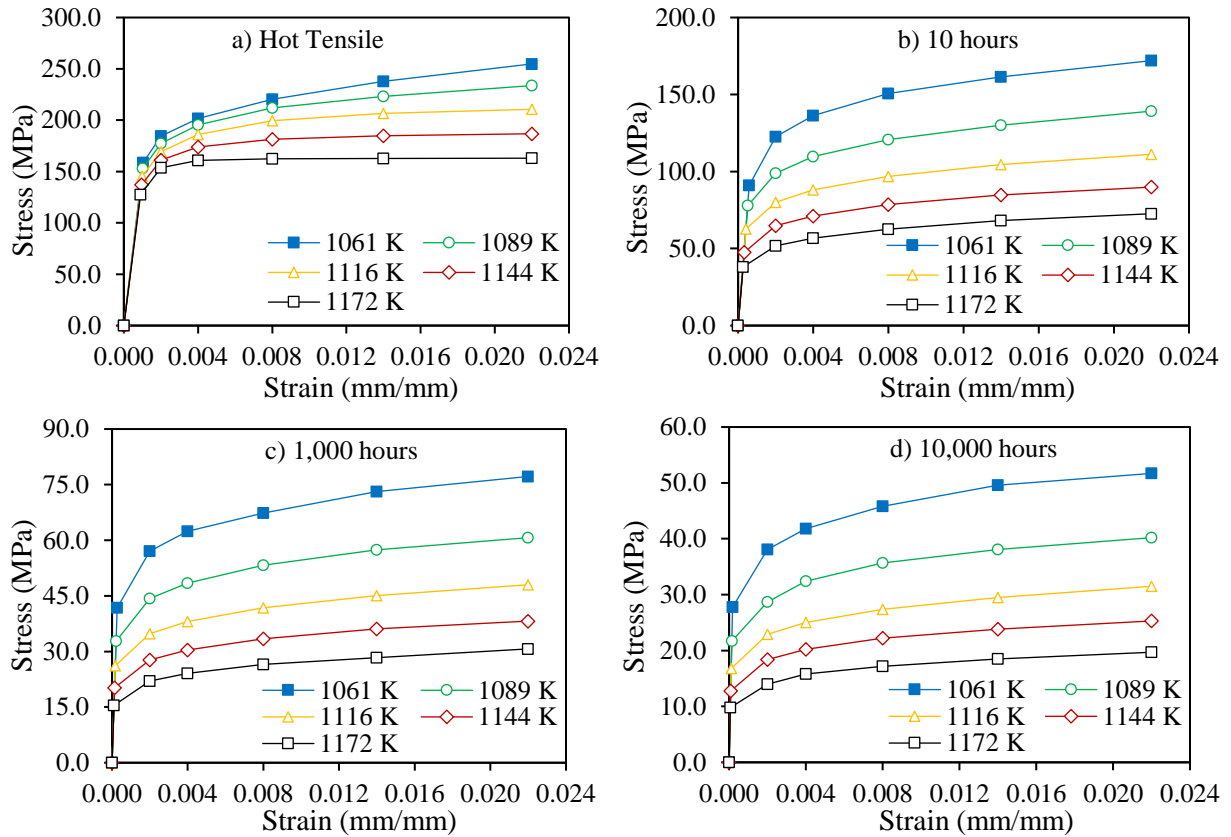 a) Hot Tensile
Stress (MPa)
300.0
250.0
200.0
150.0
100.0
50.0
0.0
1061 K 1089 K
1116 K 1144 K
1172 K
0.000 0.004 0.008 0.012 0.016 0.020 0.024
Strain (mm/mm)
b) 10 hours
Stress (MPa)
200.0
150.0
100.0
50.0
0.0
1061 K 1089 K
1116 K 1144 K
1172 K
0.000 0.004 0.008 0.012 0.016 0.020 0.024
Strain (mm/mm)
c) 1,000 hours
Stress (MPa)
90.0
75.0
60.0
45.0
30.0
15.0
0.0
1061 K 1089 K
1116 K 1144 K
1172 K
0.000 0.004 0.008 0.012 0.016 0.020 0.024
Strain (mm/mm)
d) 10,000 hours
Stress (MPa)
60.0
50.0
40.0
30.0
20.0
10.0
0.0
1061 K 1089 K
1116 K 1144 K
1172 K
0.000 0.004 0.008 0.012 0.016 0.020 0.024
Strain (mm/mm)